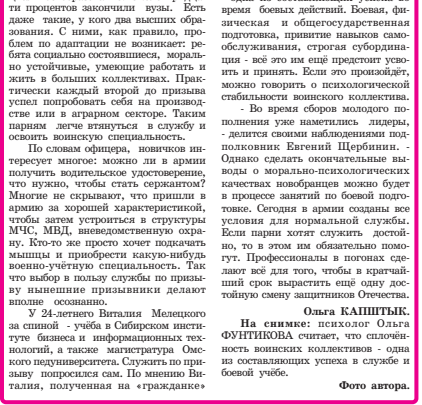 ти процентов закончили вузы. Есть
даже такие, у кого два высших обра-
зования. С ними, как правило, про-
блем по адаптации не возникает: ре-
бята социально состоявшиеся, мораль-
но устойчивые, умеющие работать и
жить в больших коллективах. Прак-
тически каждый второй до призыва
успел попробовать себя на производ-
стве или в аграрном секторе. Таким
парням легче втянуться в службу и
освоить воинскую специальность.
По словам офицера, новичков ин-
тересует многое: можно ли в армии
получить водительское удостоверение,
что нужно, чтобы стать сержантом?
Многие не скрывают, что пришли в
армию за хорошей характеристикой,
чтобы затем устроиться в структуры
МЧС, МВД, вневедомственную охра-
ну. Кто-то же просто хочет подкачать
мышцы и приобрести какую-нибудь
военно-учётную специальность. Так
что выбор в пользу службы по призы-
ву нынешние призывники делают
вполне осознанно.
У 24-летнего Виталия Мелецкого
за спиной - учёба в Сибирском инсти-
туте бизнеса и информационных тех-
нологий, а также магистратура Омс-
кого педуниверситета. Служить по при-
зыву попросился сам. По мнению Ви-
талия, полученная на «гражданке»
время боевых действий. Боевая, фи-
зическая и общегосударственная
подготовка, привитие навыков само-
обслуживания, строгая субордина-
ция - всё это им ещё предстоит усво-
ить и принять. Если это произойдёт,
можно говорить о психологической
стабильности воинского коллектива.
- Во время сборов молодого по-
полнения уже наметились лидеры,
- делится своими наблюдениями под-
полковник Евгений Щербинин. -
Однако сделать окончательные вы-
воды о морально-психологических
качествах новобранцев можно будет
в процессе занятий по боевой подго-
товке. Сегодня в армии созданы все
условия для нормальной службы.
Если парни хотят служить достой-
но, то в этом им обязательно помо-
гут. Профессионалы в погонах сде-
лают всё для того, чтобы в кратчай-
ший срок вырастить ещё одну дос-
тойную смену защитников Отечества.
Ольга КАПШТЫК.
На снимке: психолог Ольга
ФУНТИКОВА считает, что сплочён-
ность воинских коллективов - одна
из составляющих успеха в службе и
боевой учёбе.
Фото автора.